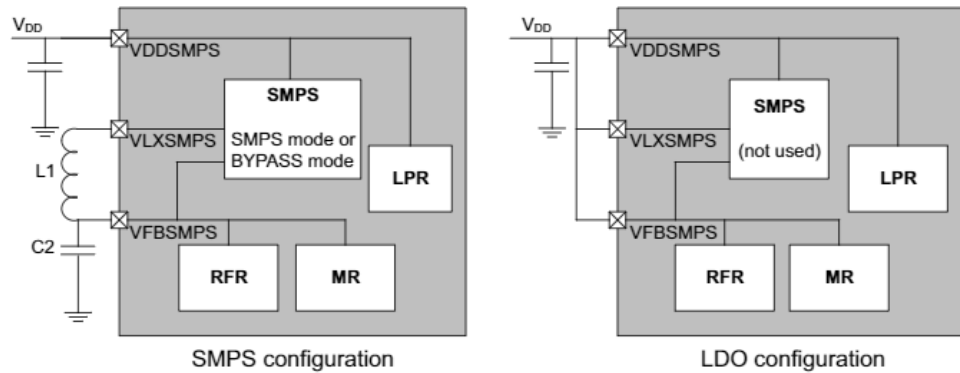 VDD
VDDSMPS
SMPS
SMPS mode or
BYPASS mode
VLXSMPS
L1
LPR
VFBSMPS
C2
RFR
MR
SMPS configuration
VDD
VDDSMPS
SMPS
(not used)
VLXSMPS
LPR
VFBSMPS
RFR
MR
LDO configuration